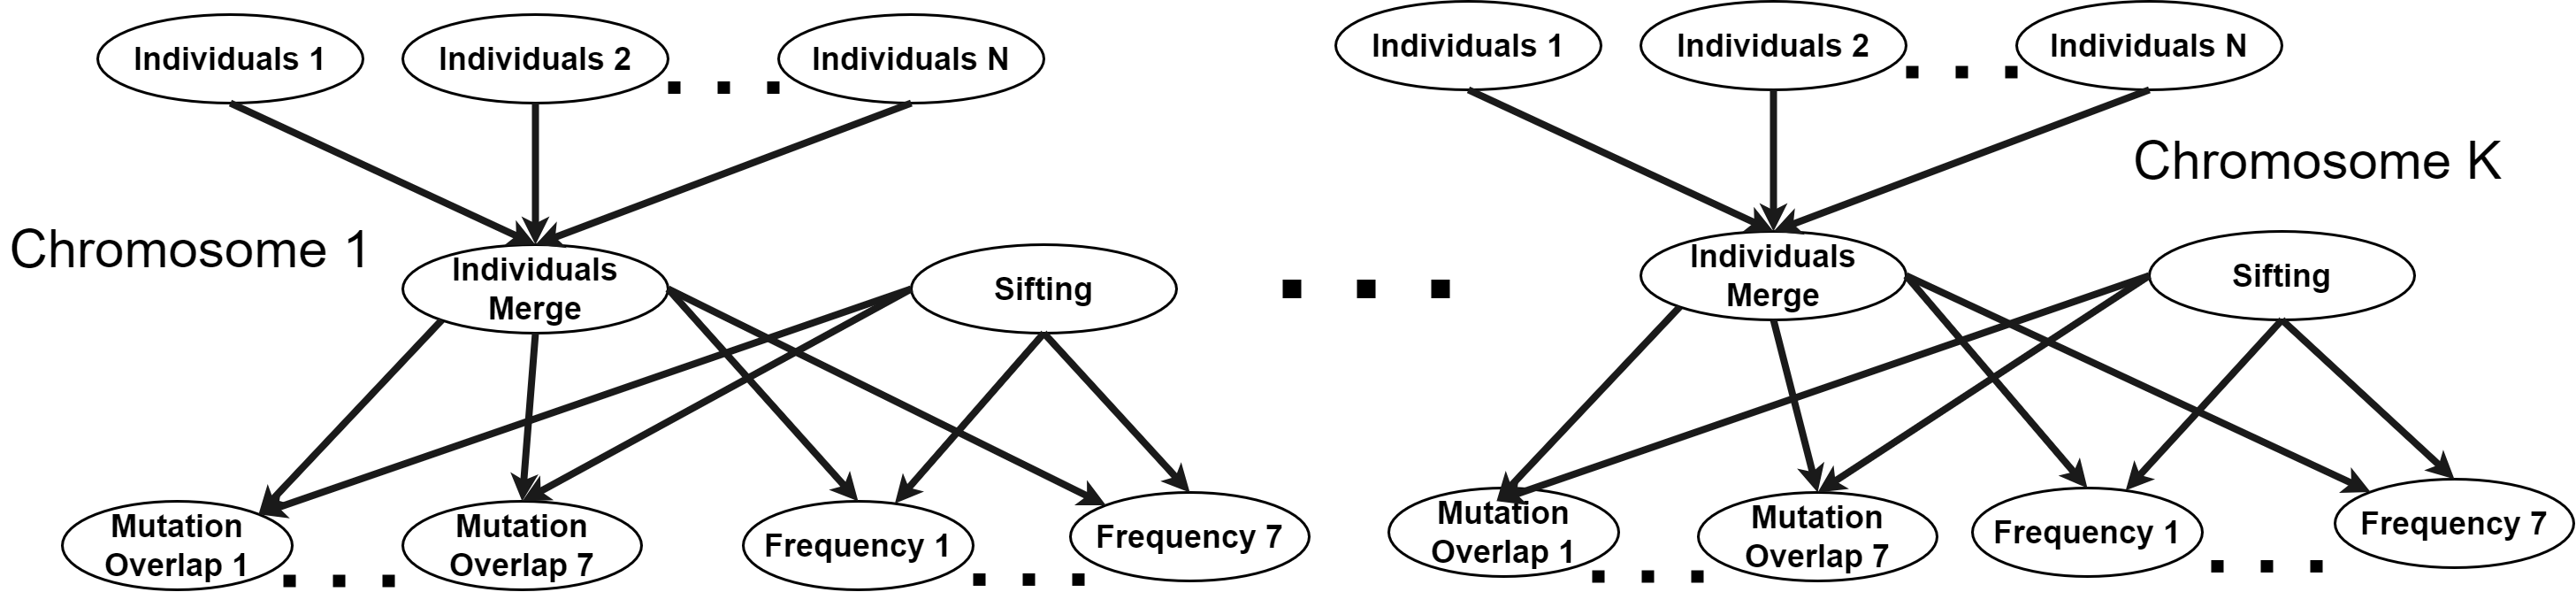 Individuals 1
Individuals 2
. . .
Individuals N
Chromosome 1
Individuals
Merge
Sifting
Mutation
Overlap 1
. . .
Mutation
Overlap 7
Frequency 1
. . .
Frequency 7
. . .
Individuals 1
Individuals 2
. . .
Individuals N
Chromosome K
Individuals
Merge
Sifting
Mutation
Overlap 1
. . .
Mutation
Overlap 7
Frequency 1
. . .
Frequency 7